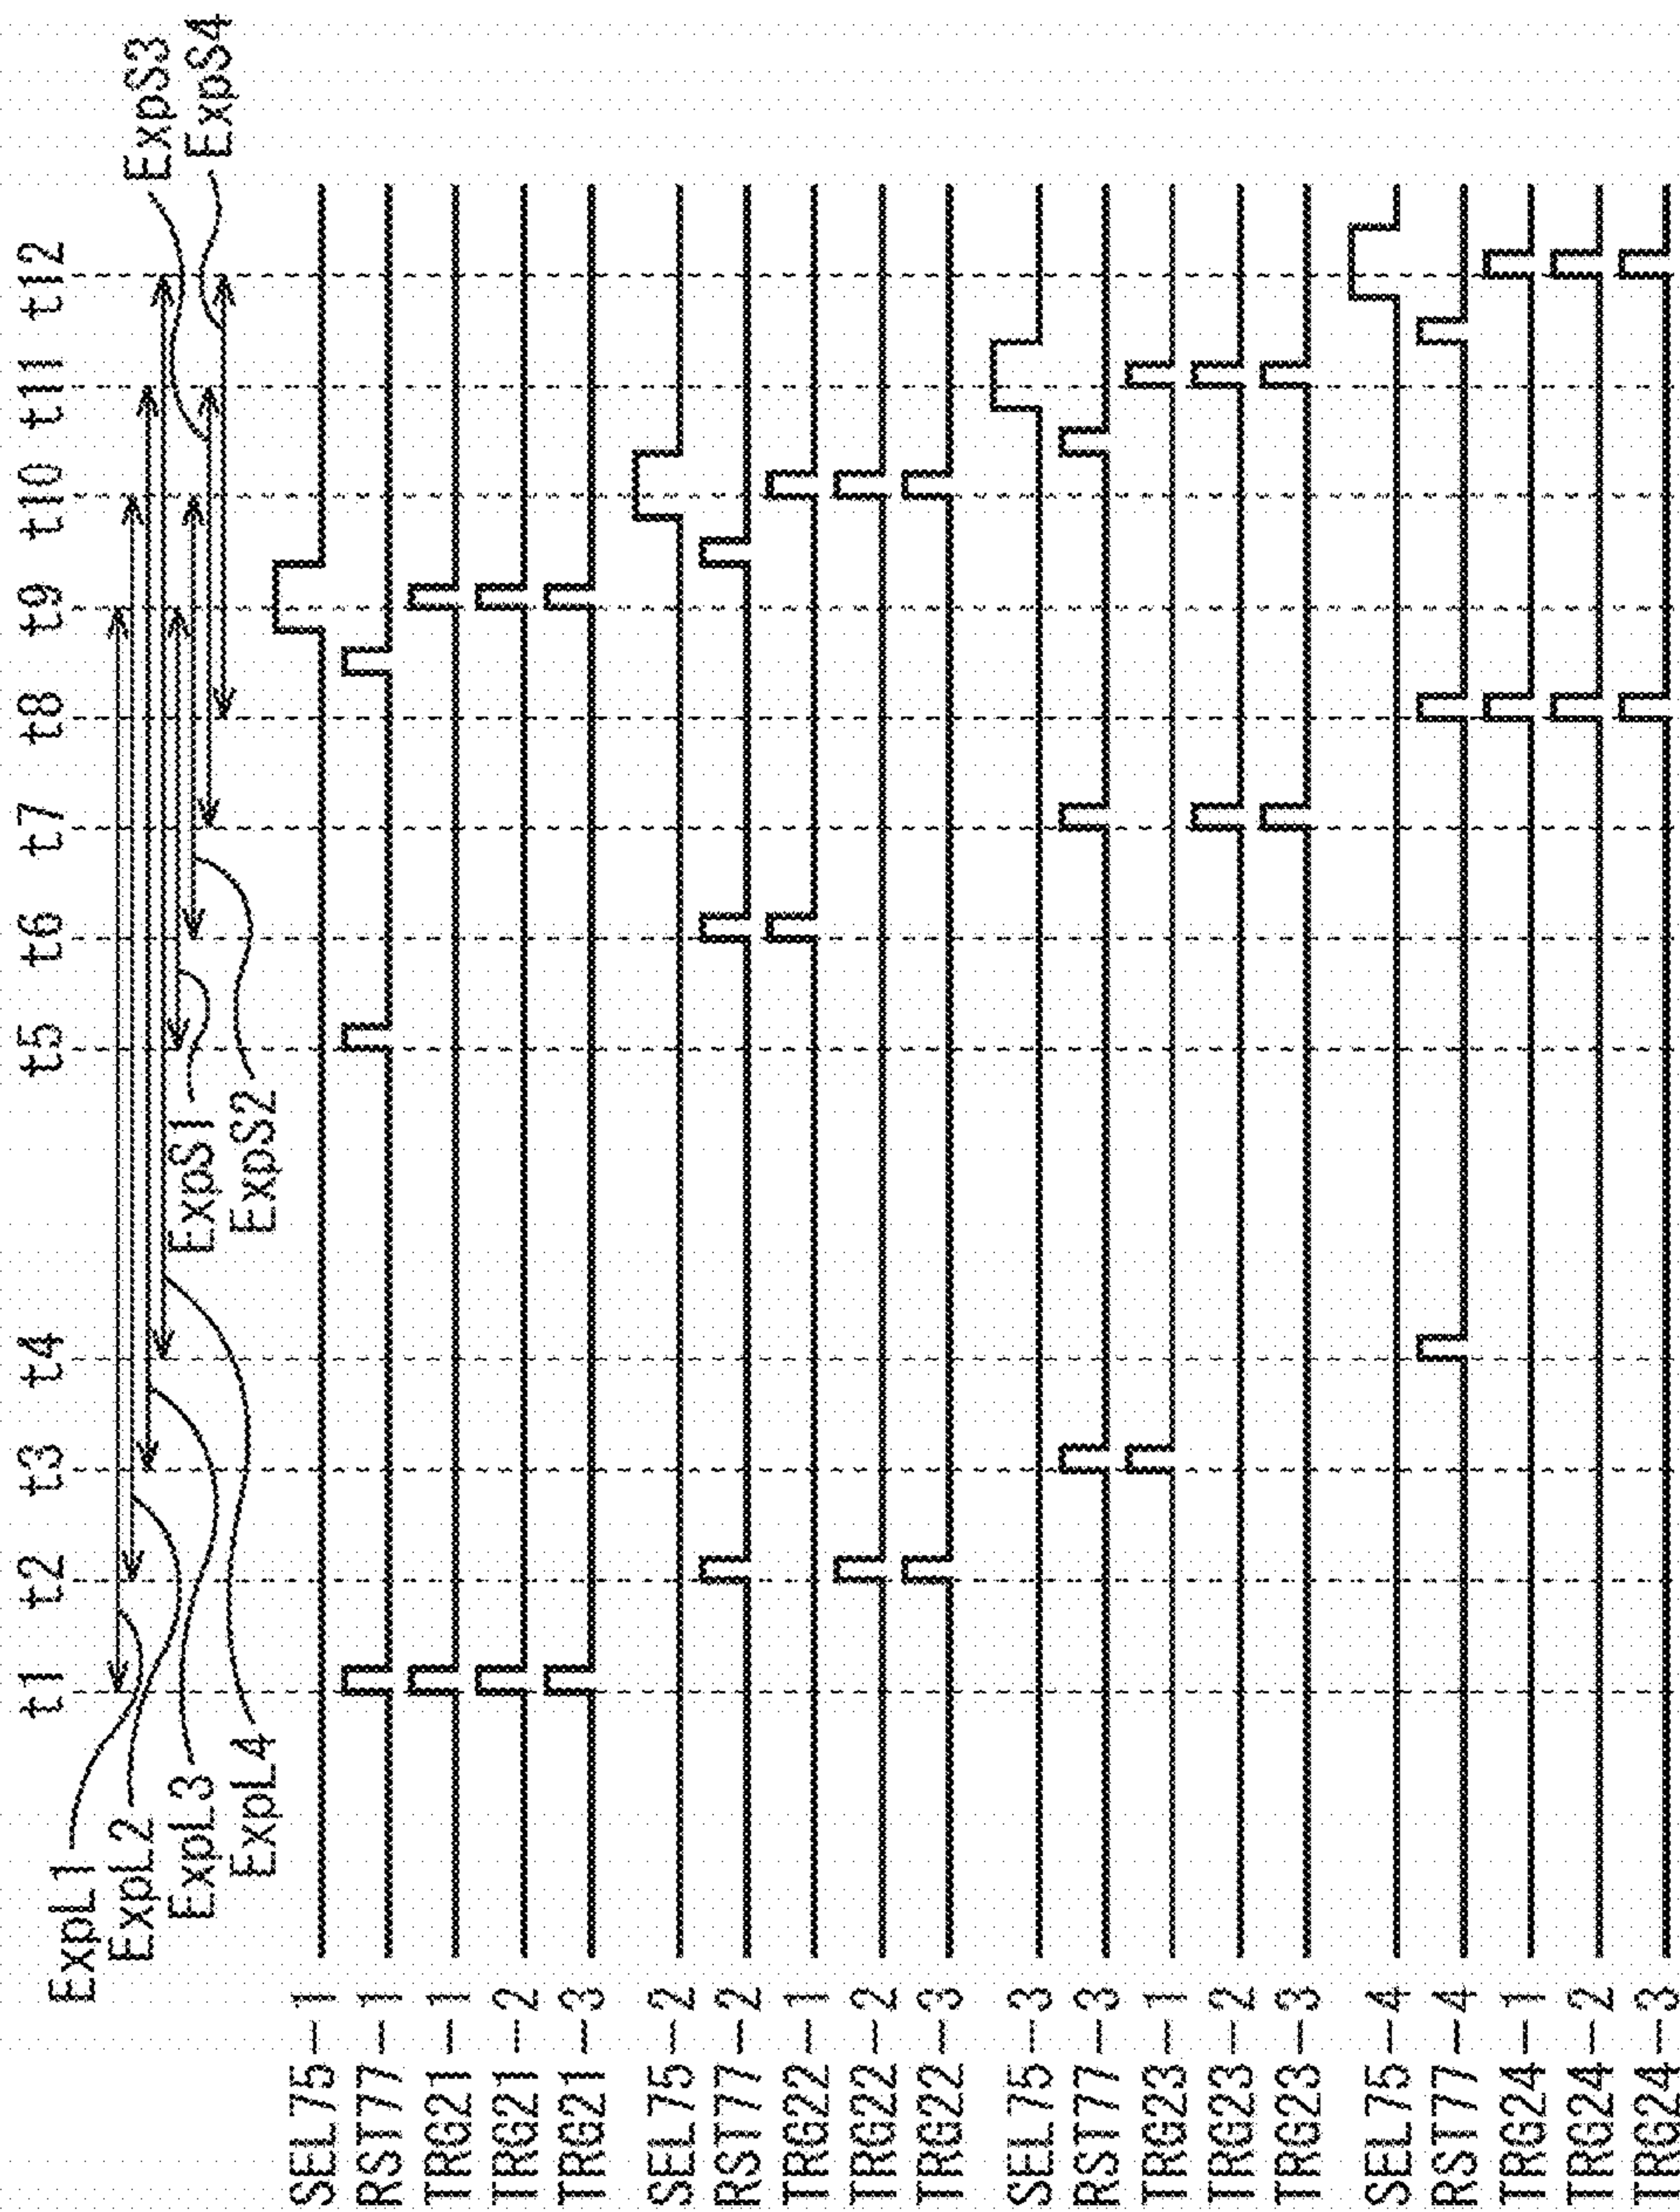 t1 t2 t3 t4 t5 t6 t7 t8 t9 t10 t11 t12
ExpL1
ExpL2
ExpL3
ExpL4
ExpS1
ExpS2
ExpS3
ExpS4
SEL75-1
RST77-1
TRG21-1
TRG21-2
TRG21-3
SEL75-2
RST77-2
TRG22-1
TRG22-2
TRG22-3
SEL75-3
RST77-3
TRG23-1
TRG23-2
TRG23-3
SEL75-4
RST77-4
TRG24-1
TRG24-2
TRG24-3